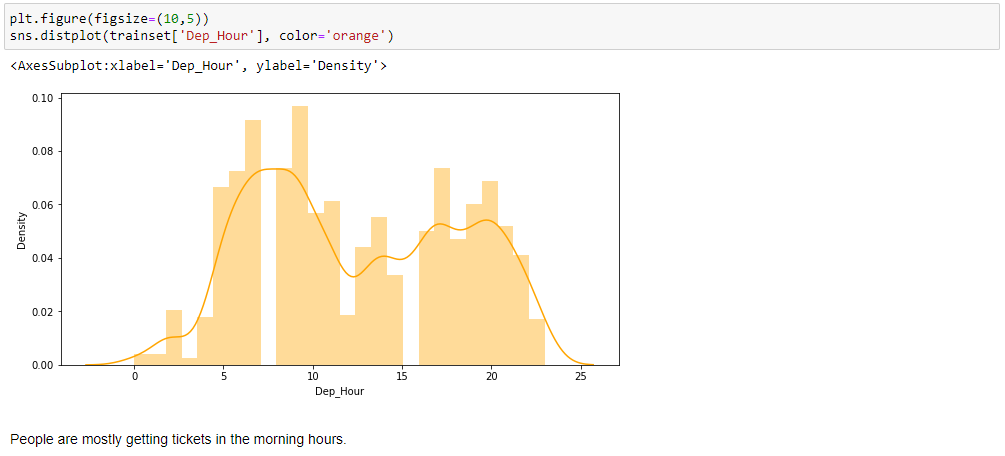 plt.figure(figsize=(10,5))
sns.distplot(trainset['Dep_Hour'], color='orange')
<AxesSubplot:xlabel='Dep_Hour', ylabel='Density'>
0.10
0.08
0.06
0.04
0.02
0.00
Density
0 5 10 15 20 25
Dep_Hour
People are mostly getting tickets in the morning hours.